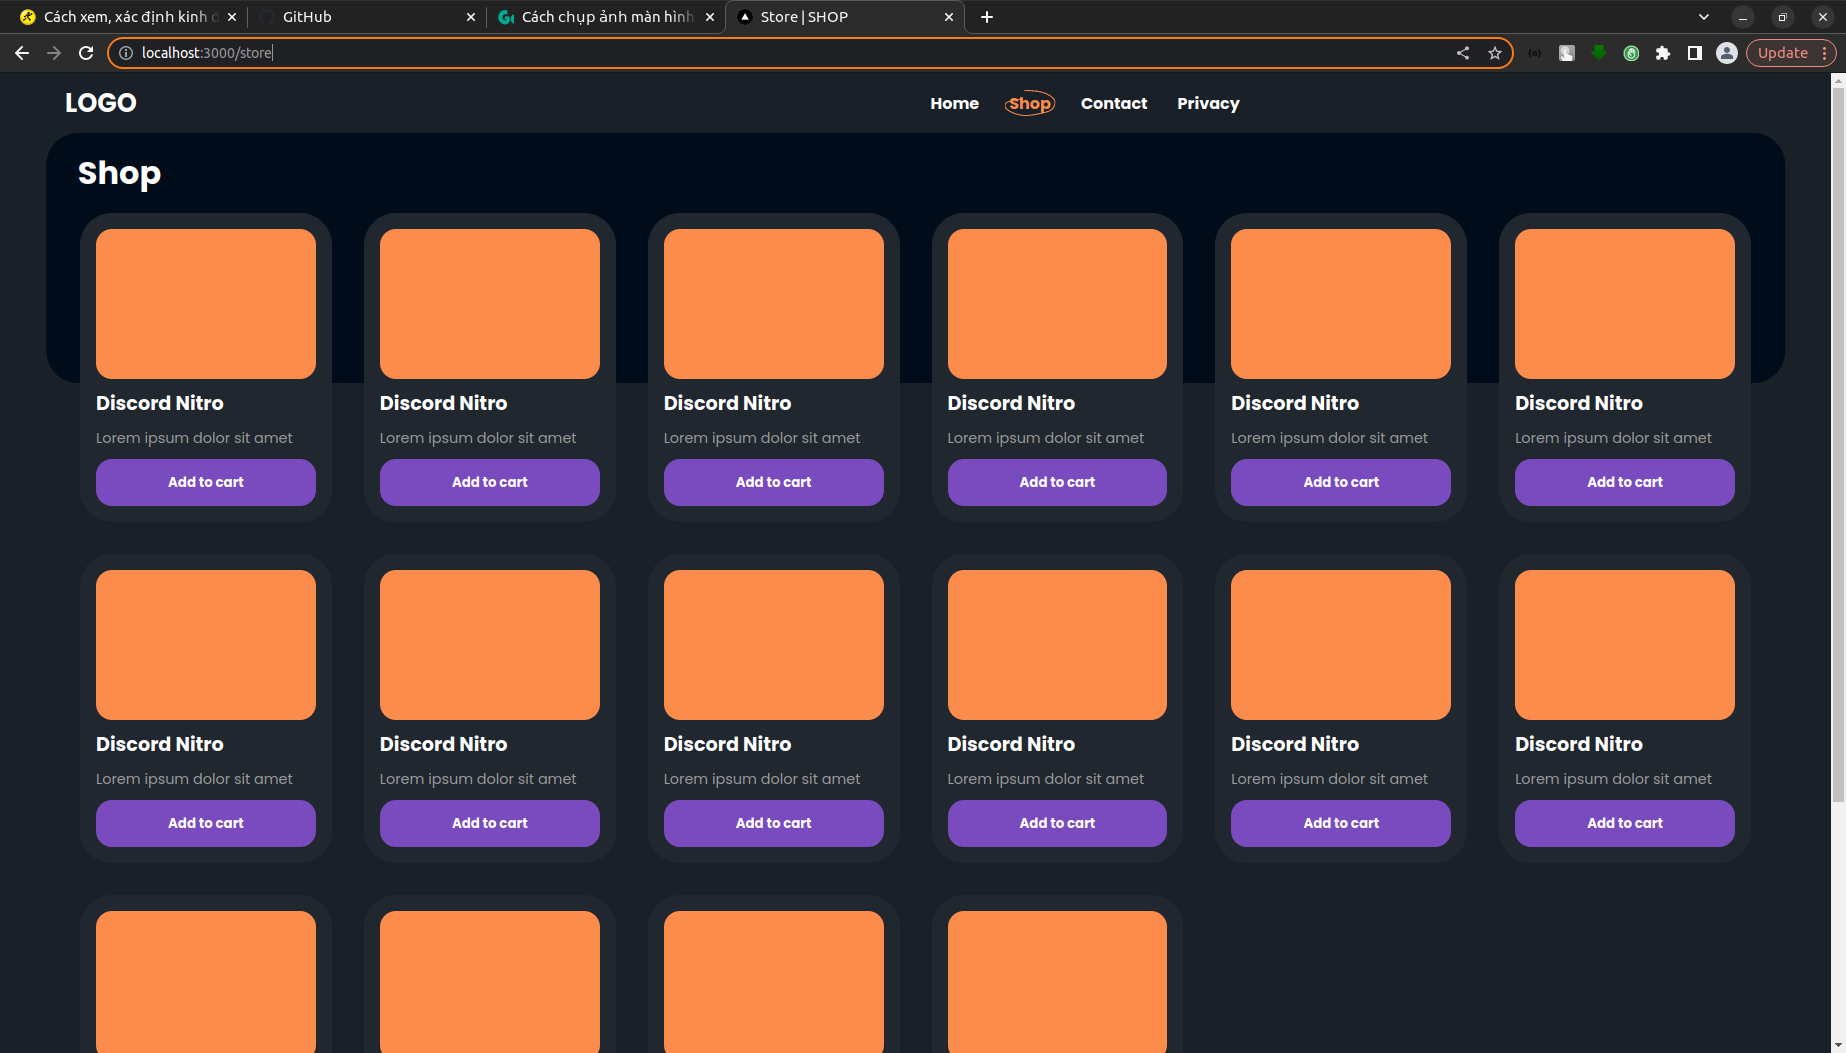 Cách xem, xác định kinh đ
GitHub
Cách chụp ảnh màn hình
Store | SHOP
localhost:3000/store
Update
LOGO
Home Shop Contact Privacy
Shop
Discord Nitro Discord Nitro Discord Nitro Discord Nitro Discord Nitro Discord Nitro
Lorem ipsum dolor sit amet Lorem ipsum dolor sit amet Lorem ipsum dolor sit amet Lorem ipsum dolor sit amet Lorem ipsum dolor sit amet Lorem ipsum dolor sit amet
Add to cart Add to cart Add to cart Add to cart Add to cart Add to cart
Discord Nitro Discord Nitro Discord Nitro Discord Nitro Discord Nitro Discord Nitro
Lorem ipsum dolor sit amet Lorem ipsum dolor sit amet Lorem ipsum dolor sit amet Lorem ipsum dolor sit amet Lorem ipsum dolor sit amet Lorem ipsum dolor sit amet
Add to cart Add to cart Add to cart Add to cart Add to cart Add to cart